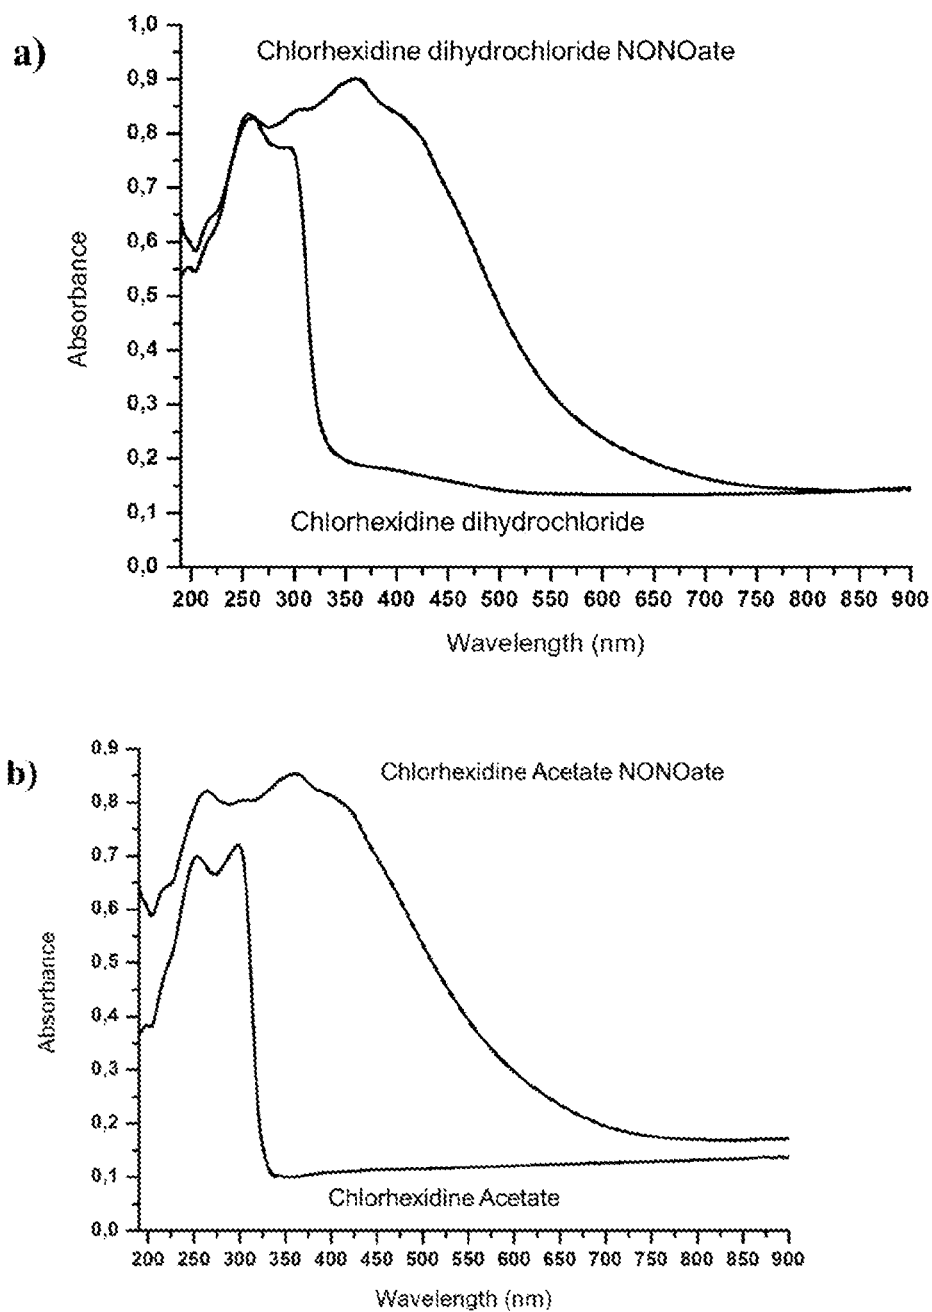 a)
Chlorhexidine dihydrochloride NONOate
1,0
0,9
0,8
0,7
0,6
0,5
0,4
0,3
0,2
0,1
0,0
Absorbance
Chlorhexidine dihydrochloride
200 250 300 350 400 450 500 550 600 650 700 750 800 850 900
Wavelength (nm)
b)
Chlorhexidine Acetate NONOate
0,9
0,8
0,7
0,6
0,5
0,4
0,3
0,2
0,1
0,0
Absorbance
Chlorhexidine Acetate
200 250 300 350 400 450 500 550 600 650 700 750 800 850 900
Wavelength (nm)